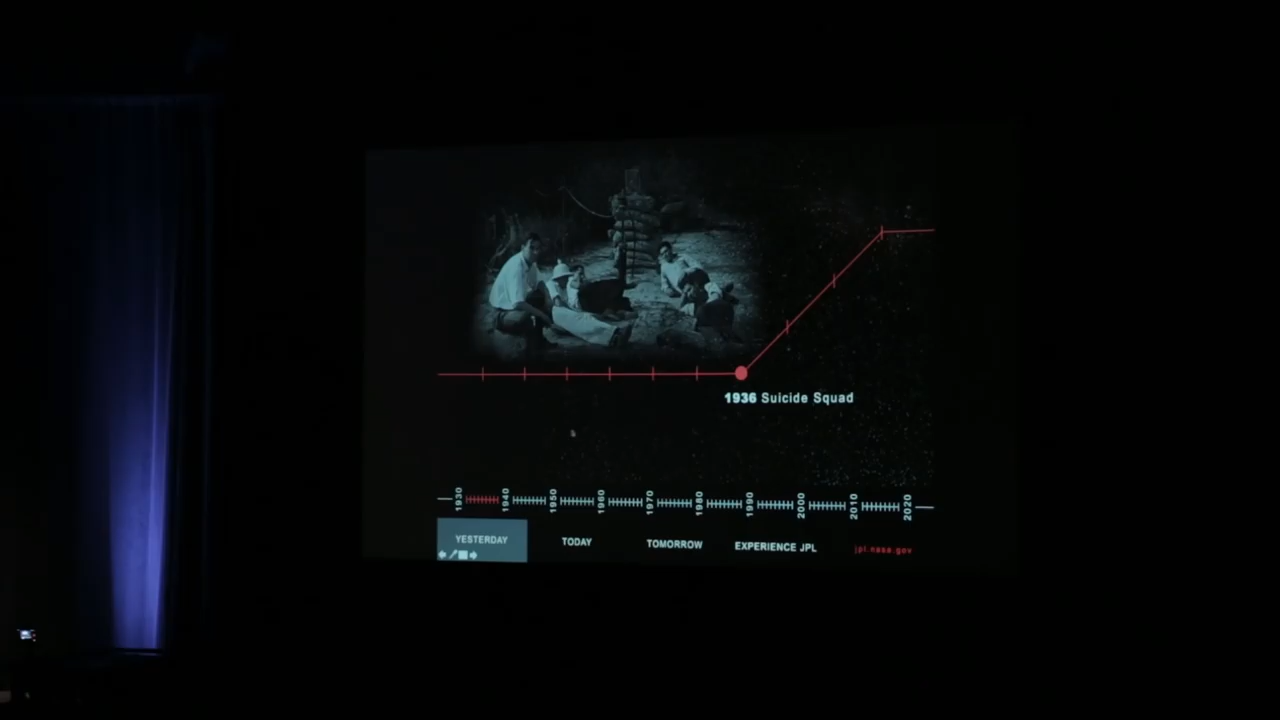 1936 Suicide Squad
1930 1940 1950 1960 1970 1980 1990 2000 2010 2020
YESTERDAY TODAY TOMORROW EXPERIENCE JPL jpl.nasa.gov